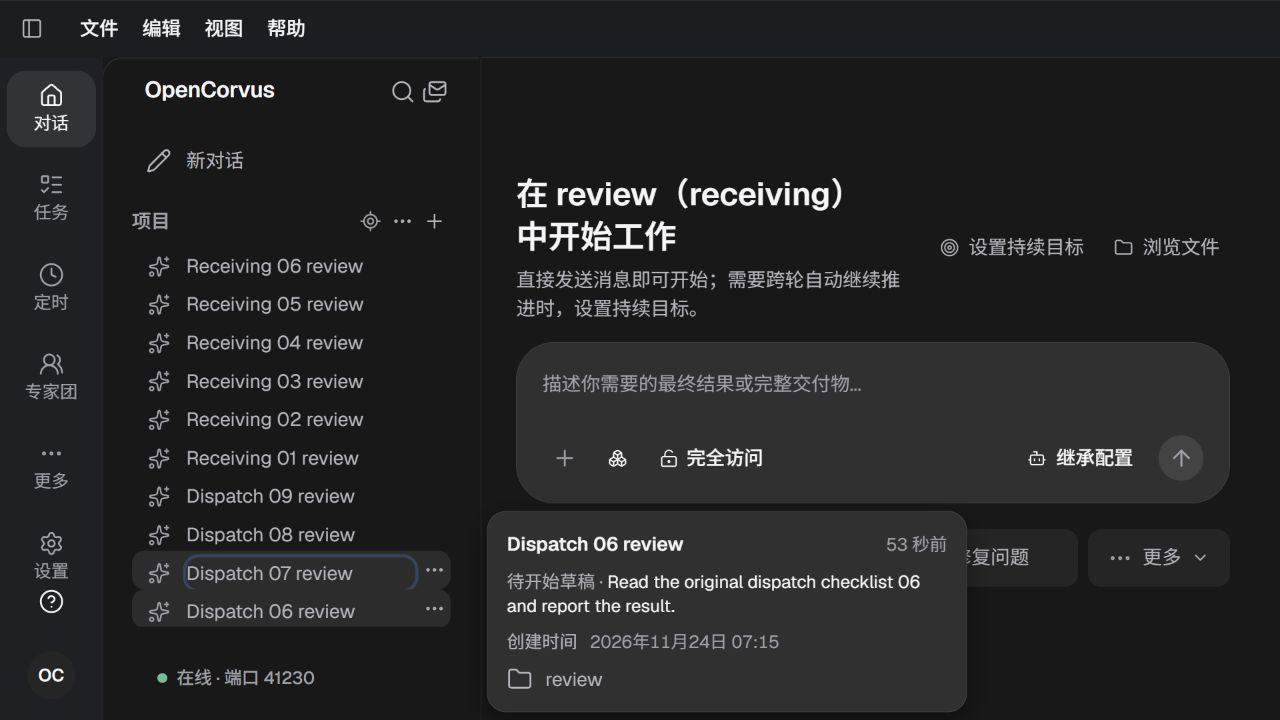 文件 编辑 视图 帮助
对话
任务
定时
专家团
更多
设置
OC
OpenCorvus
新对话
项目
Receiving 06 review
Receiving 05 review
Receiving 04 review
Receiving 03 review
Receiving 02 review
Receiving 01 review
Dispatch 09 review
Dispatch 08 review
Dispatch 07 review
Dispatch 06 review
在线 · 端口 41230
在 review（receiving）
中开始工作
直接发送消息即可开始；需要跨轮自动继续推
进时，设置持续目标。
设置持续目标 浏览文件
描述你需要的最终结果或完整交付物...
完全访问 继承配置
复问题 更多
Dispatch 06 review 53 秒前
待开始草稿 · Read the original dispatch checklist 06
and report the result.
创建时间 2026年11月24日 07:15
review